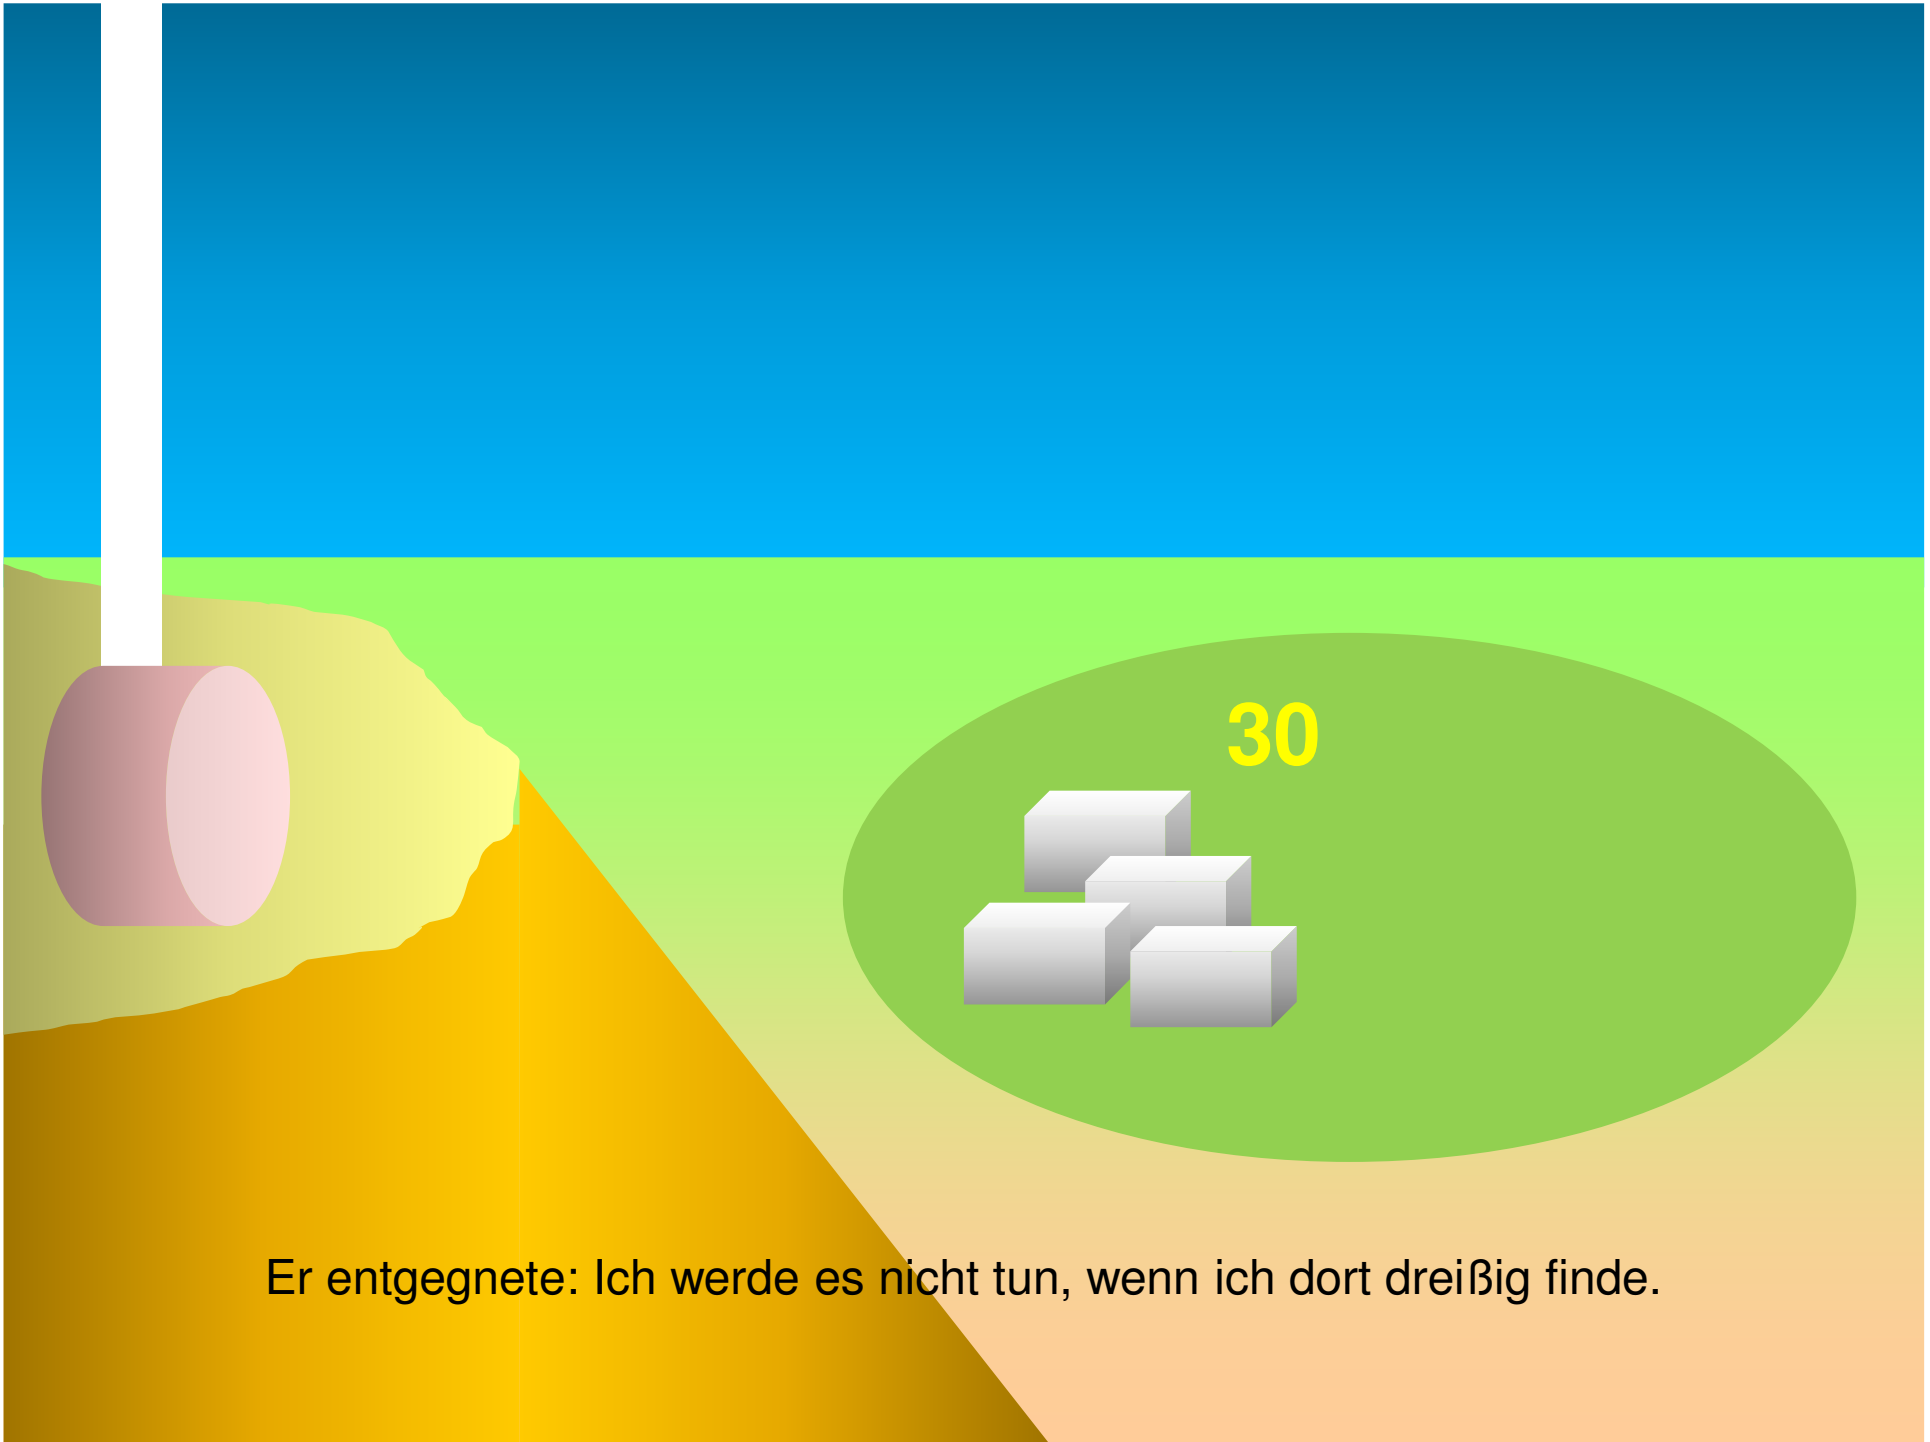 30
Er entgegnete: Ich werde es nicht tun, wenn ich dort dreißig finde.